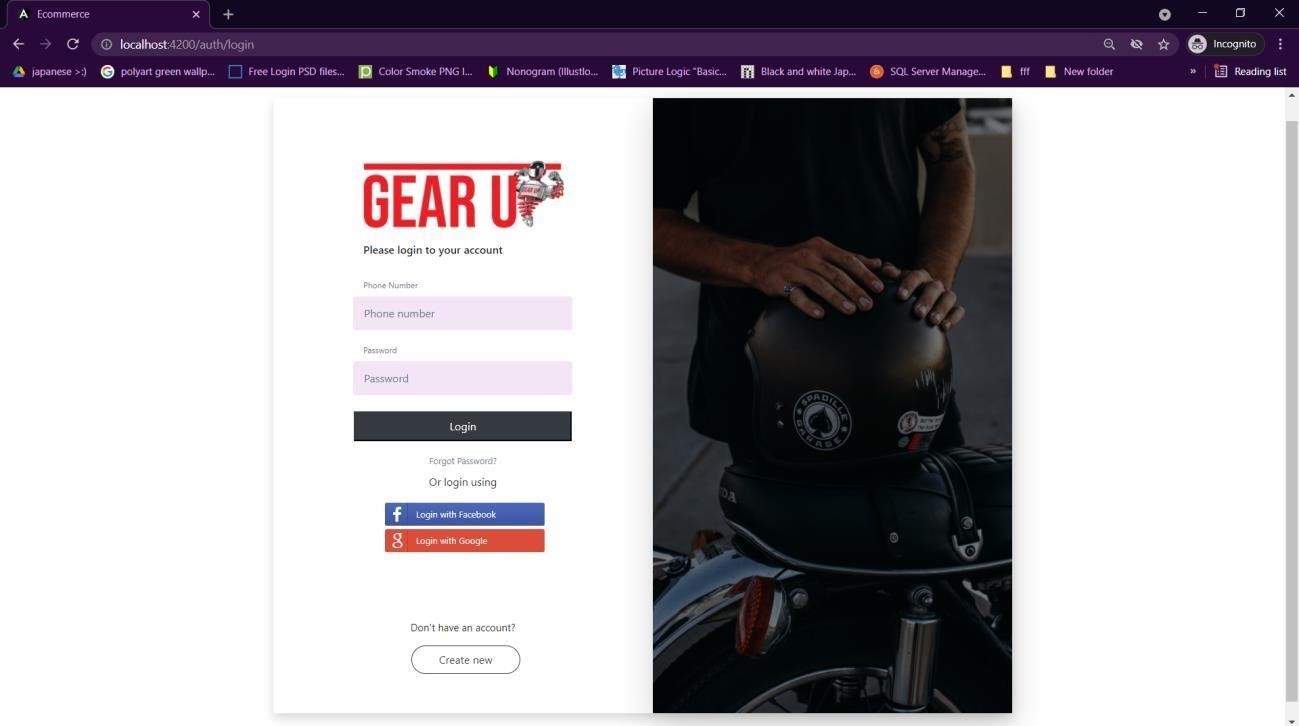 Ecommerce
localhost:4200/auth/login
Incognito
japanese >:)
polyart green wallp...
Free Login PSD files...
Color Smoke PNG I...
Nonogram (Illustlo...
Picture Logic "Basic...
Black and white Jap...
SQL Server Manage...
fff
New folder
»
Reading list
GEAR UP
GEAR UP
Please login to your account
Phone Number
Phone number
Password
Password
Login
Forgot Password?
Or login using
Login with Facebook
Login with Google
Don't have an account?
Create new
SPADILLE
GARAGE